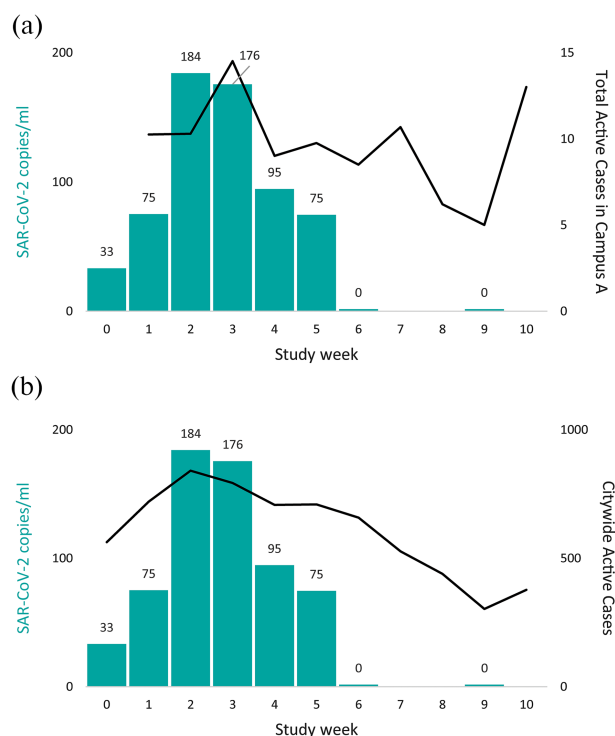 (a)
200
184
176
15
100
95
75
75
33
0
0
10
5
0
0
0 1 2 3 4 5 6 7 8 9 10
Study week
SAR-CoV-2 copies/ml
Total Active Cases in Campus A
(b)
200
184
176
1000
100
95
75
75
33
0
0
500
0
0
0 1 2 3 4 5 6 7 8 9 10
Study week
SAR-CoV-2 copies/ml
Citywide Active Cases